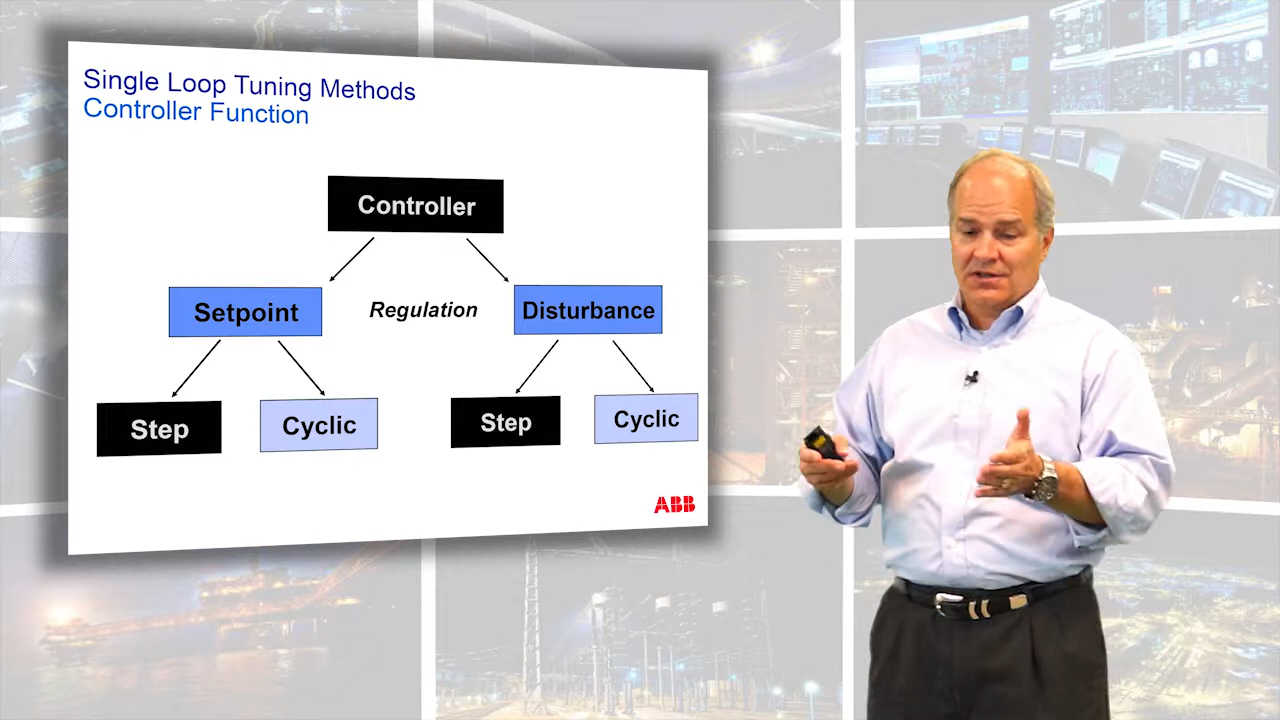 Single Loop Tuning Methods
Controller Function
Controller
Setpoint
Regulation
Disturbance
Step
Cyclic
Step
Cyclic
ABB